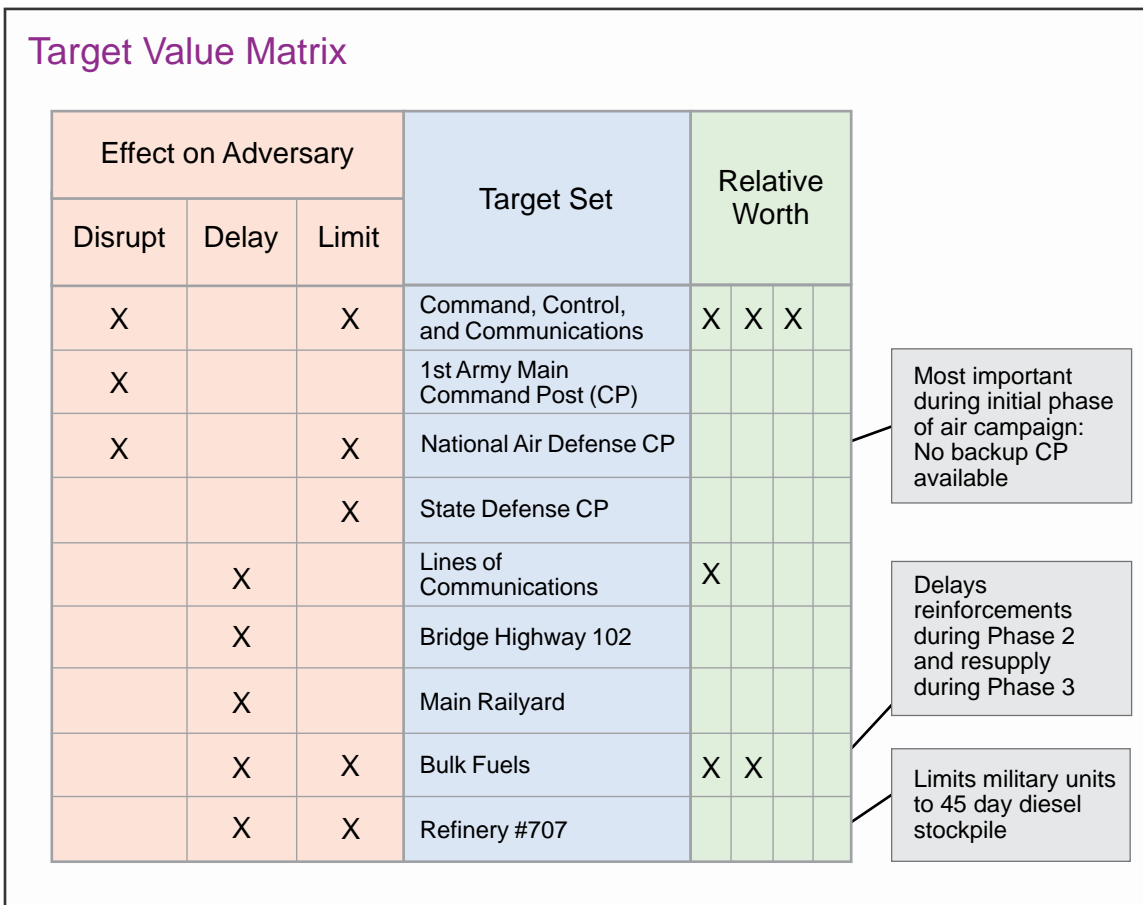 Target Value Matrix
Effect on Adversary
Target Set
Relative
Worth
Disrupt Delay Limit
X X Command, Control,
and Communications X X X
X 1st Army Main
Command Post (CP)
X X National Air Defense CP
X State Defense CP
X Lines of
Communications X
X Bridge Highway 102
X Main Railyard
X X Bulk Fuels X X
X X Refinery #707
Most important
during initial phase
of air campaign:
No backup CP
available
Delays
reinforcements
during Phase 2
and resupply
during Phase 3
Limits military units
to 45 day diesel
stockpile